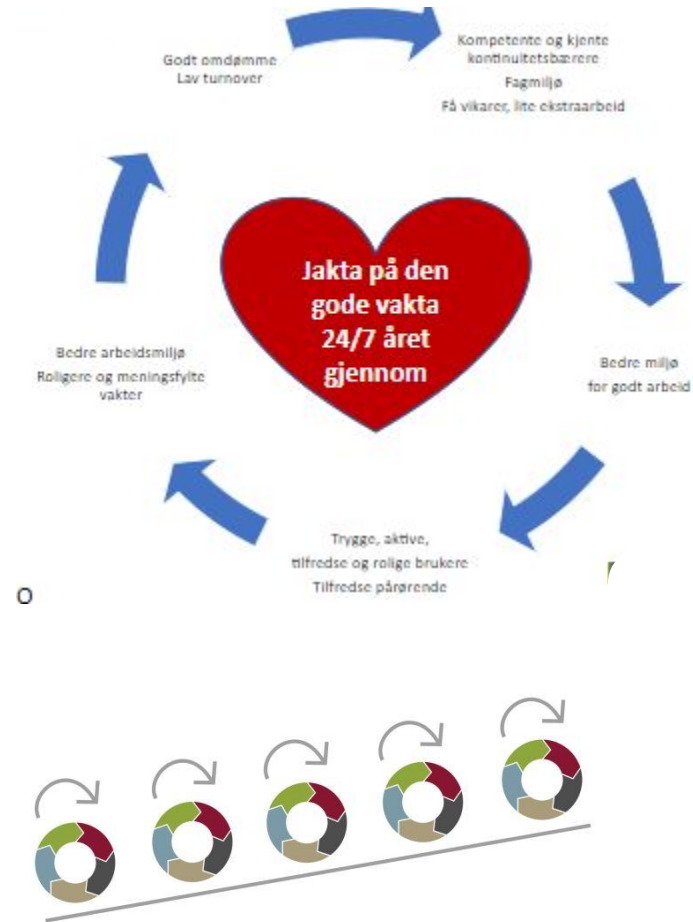 Godt omdømme
Lav turnover
Kompetente og kjente
kontinuitetsbærere
Fagmiljø
Få vikarer, lite ekstraarbeid
Jakta på den
gode vakta
24/7 året
gjennom
Bedre arbeidsmiljø
Roligere og meningsfylte
vakter
Bedre miljø
for godt arbeid
Trygge, aktive,
tilfredse og rolige brukere
Tilfredse pårørende
O